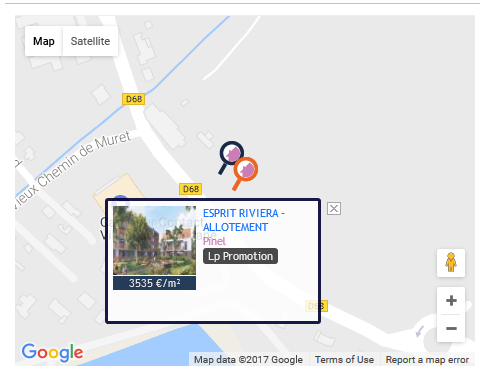 Map Satellite
D68
Vieux Chemin de Muret
D68
ESPRIT RIVIERA -
ALLOTEMENT
Pinel
Lp Promotion
3535 €/m²
D68
Google
Map data ©2017 Google Terms of Use Report a map error